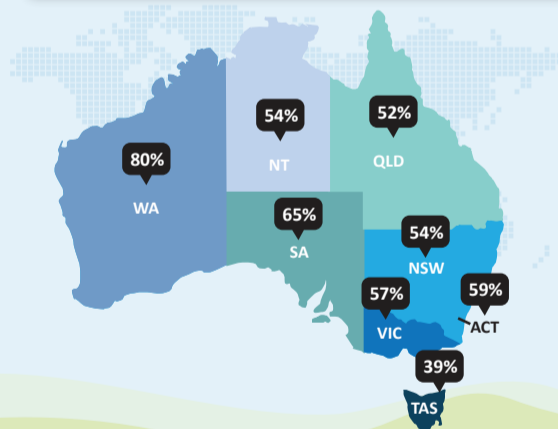 54%
NT
52%
QLD
80%
WA
65%
SA
54%
NSW
59%
ACT
57%
VIC
39%
TAS